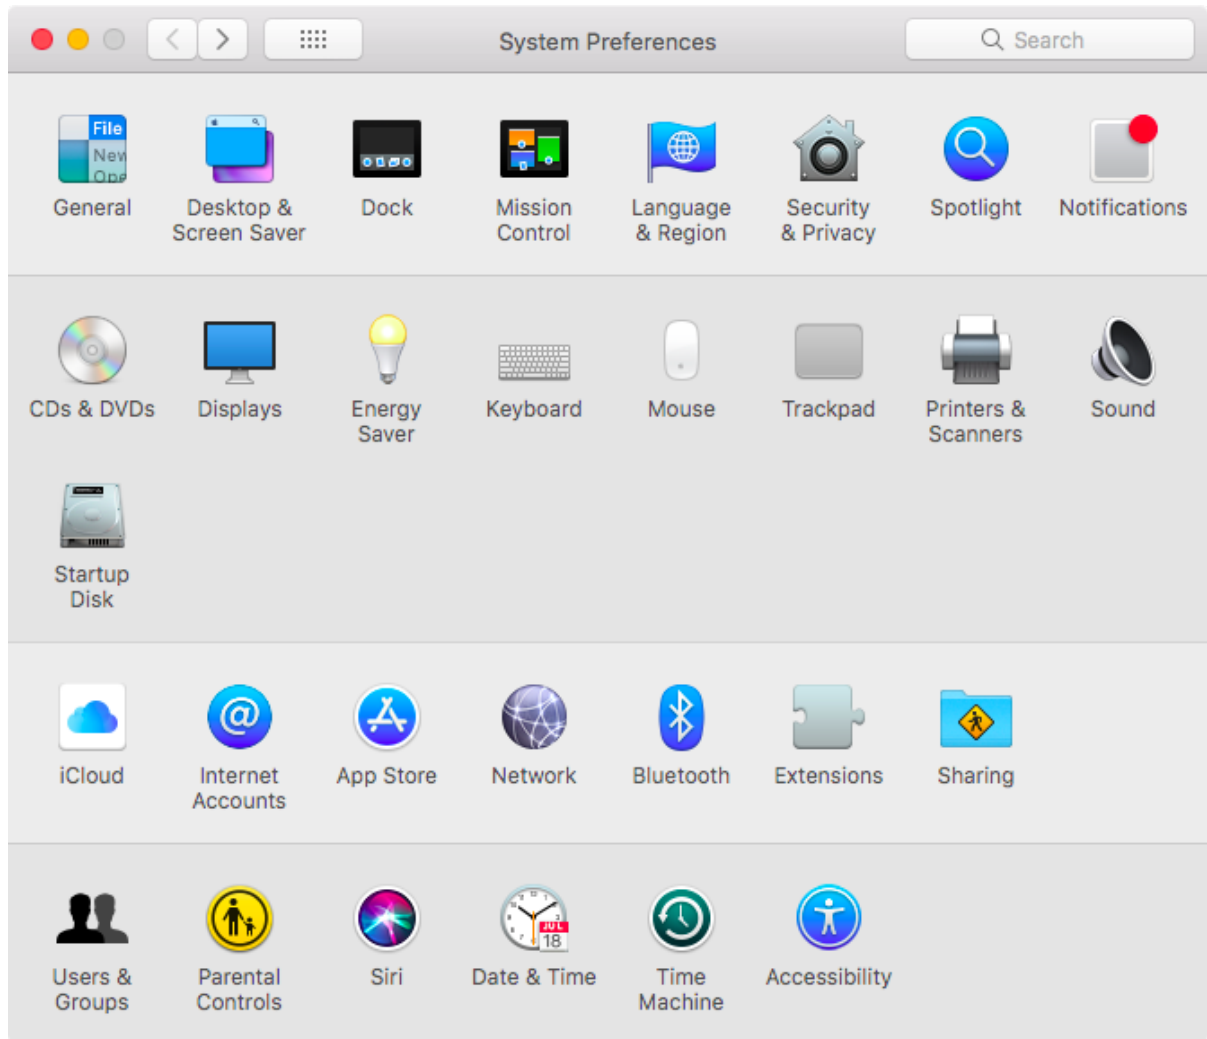 System Preferences
Search
File
New
Ope
General
Desktop &
Screen Saver
Dock
Mission
Control
Language
& Region
Security
& Privacy
Spotlight
Notifications
CDs & DVDs
Displays
Energy
Saver
Keyboard
Mouse
Trackpad
Printers &
Scanners
Sound
Startup
Disk
iCloud
@
Internet
Accounts
App Store
Network
Bluetooth
Extensions
Sharing
Users &
Groups
Parental
Controls
Siri
JUL
18
Date & Time
Time
Machine
Accessibility